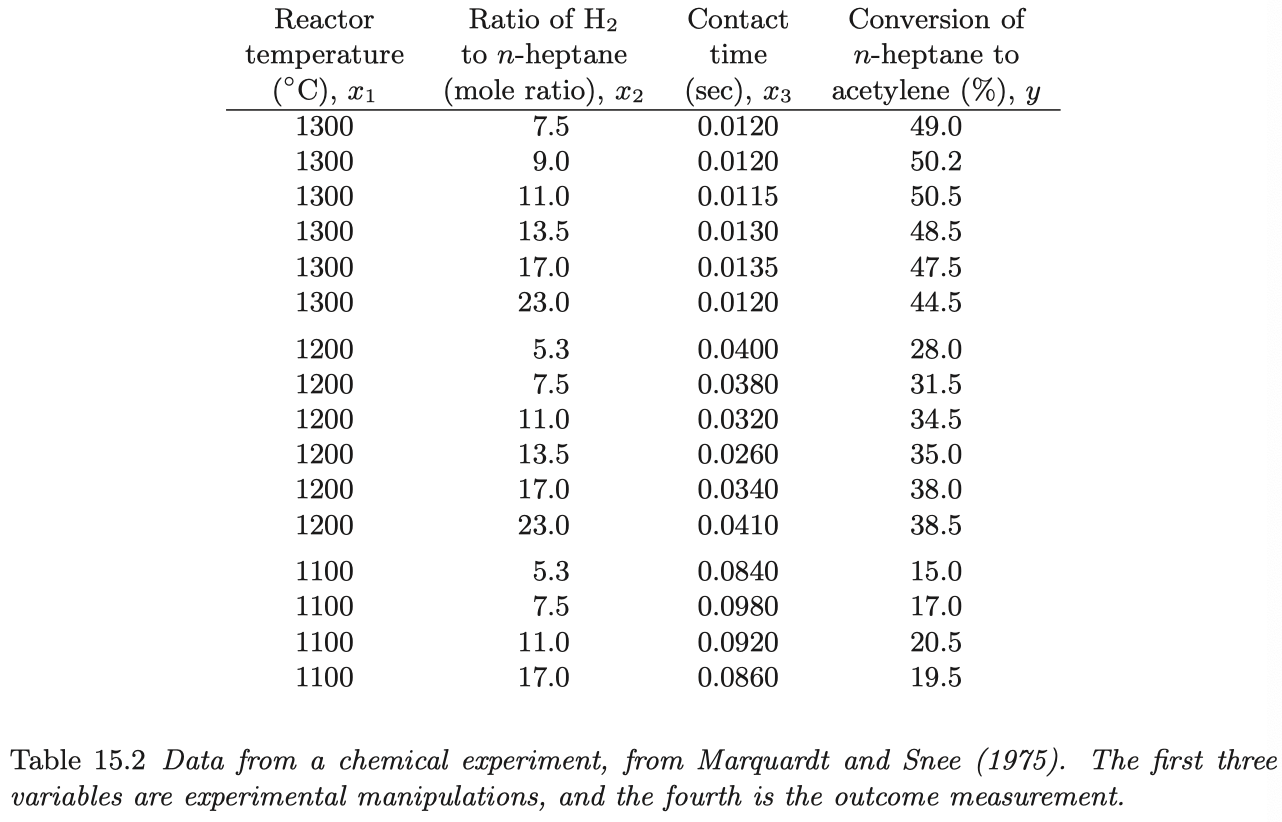 Reactor Ratio of H₂ Contact Conversion of
temperature to n-heptane time n-heptane to
(°C), x₁ (mole ratio), x₂ (sec), x₃ acetylene (%), y
1300 7.5 0.0120 49.0
1300 9.0 0.0120 50.2
1300 11.0 0.0115 50.5
1300 13.5 0.0130 48.5
1300 17.0 0.0135 47.5
1300 23.0 0.0120 44.5
1200 5.3 0.0400 28.0
1200 7.5 0.0380 31.5
1200 11.0 0.0320 34.5
1200 13.5 0.0260 35.0
1200 17.0 0.0340 38.0
1200 23.0 0.0410 38.5
1100 5.3 0.0840 15.0
1100 7.5 0.0980 17.0
1100 11.0 0.0920 20.5
1100 17.0 0.0860 19.5
Table 15.2 Data from a chemical experiment, from Marquardt and Snee (1975). The first three
variables are experimental manipulations, and the fourth is the outcome measurement.